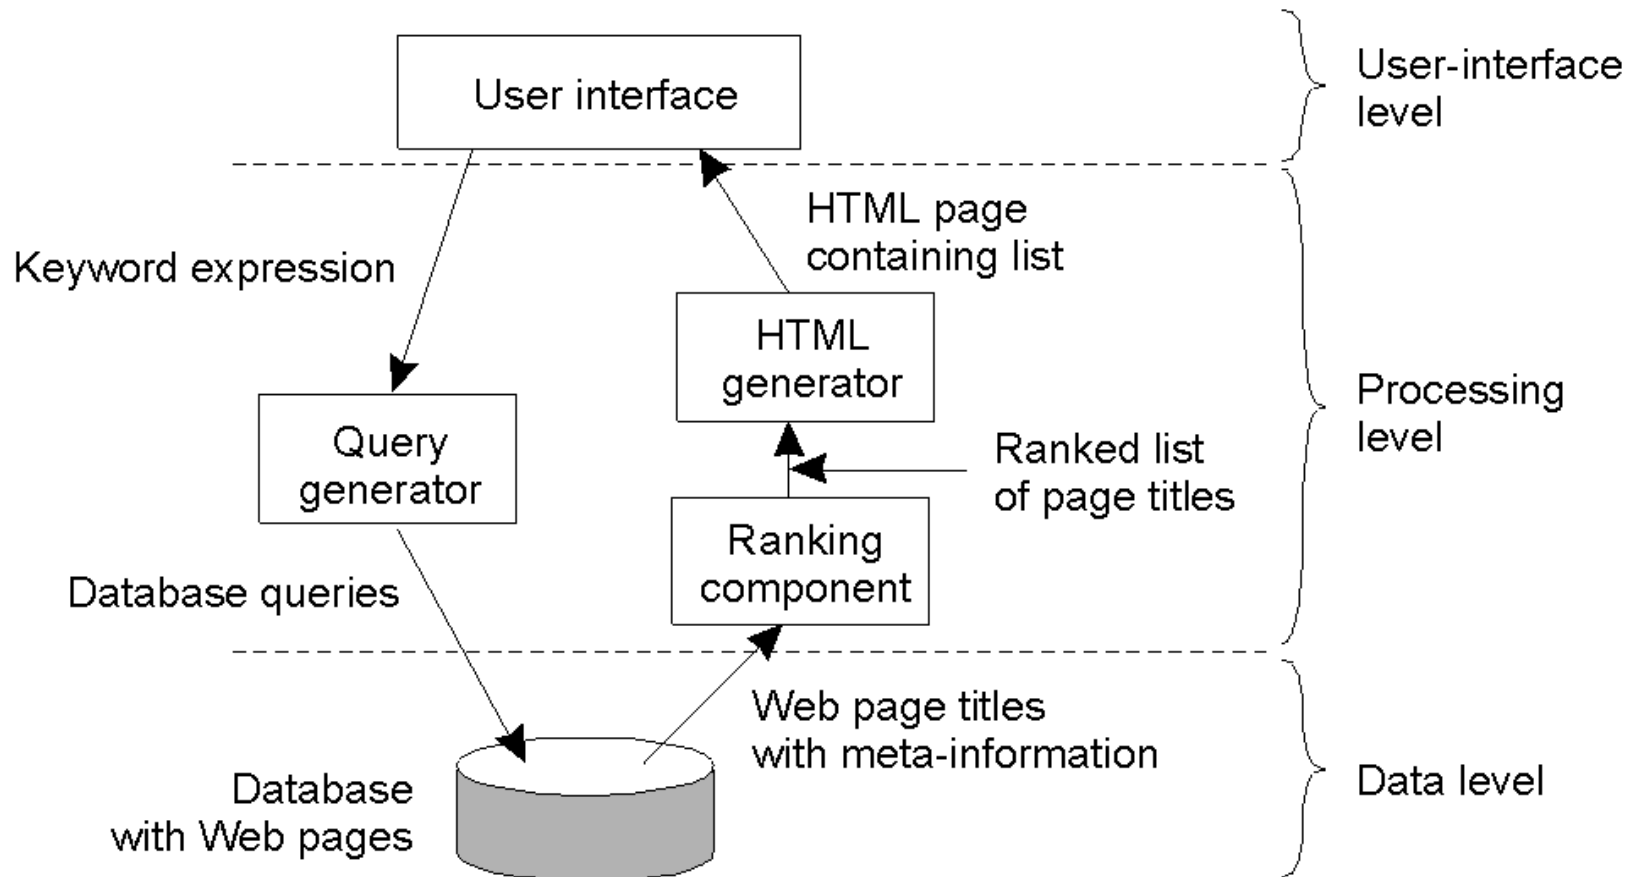 User interface
User-interface
level
HTML page
containing list
Keyword expression
HTML
generator
Processing
level
Query
generator
Ranked list
of page titles
Ranking
component
Database queries
Web page titles
with meta-information
Database
with Web pages
Data level